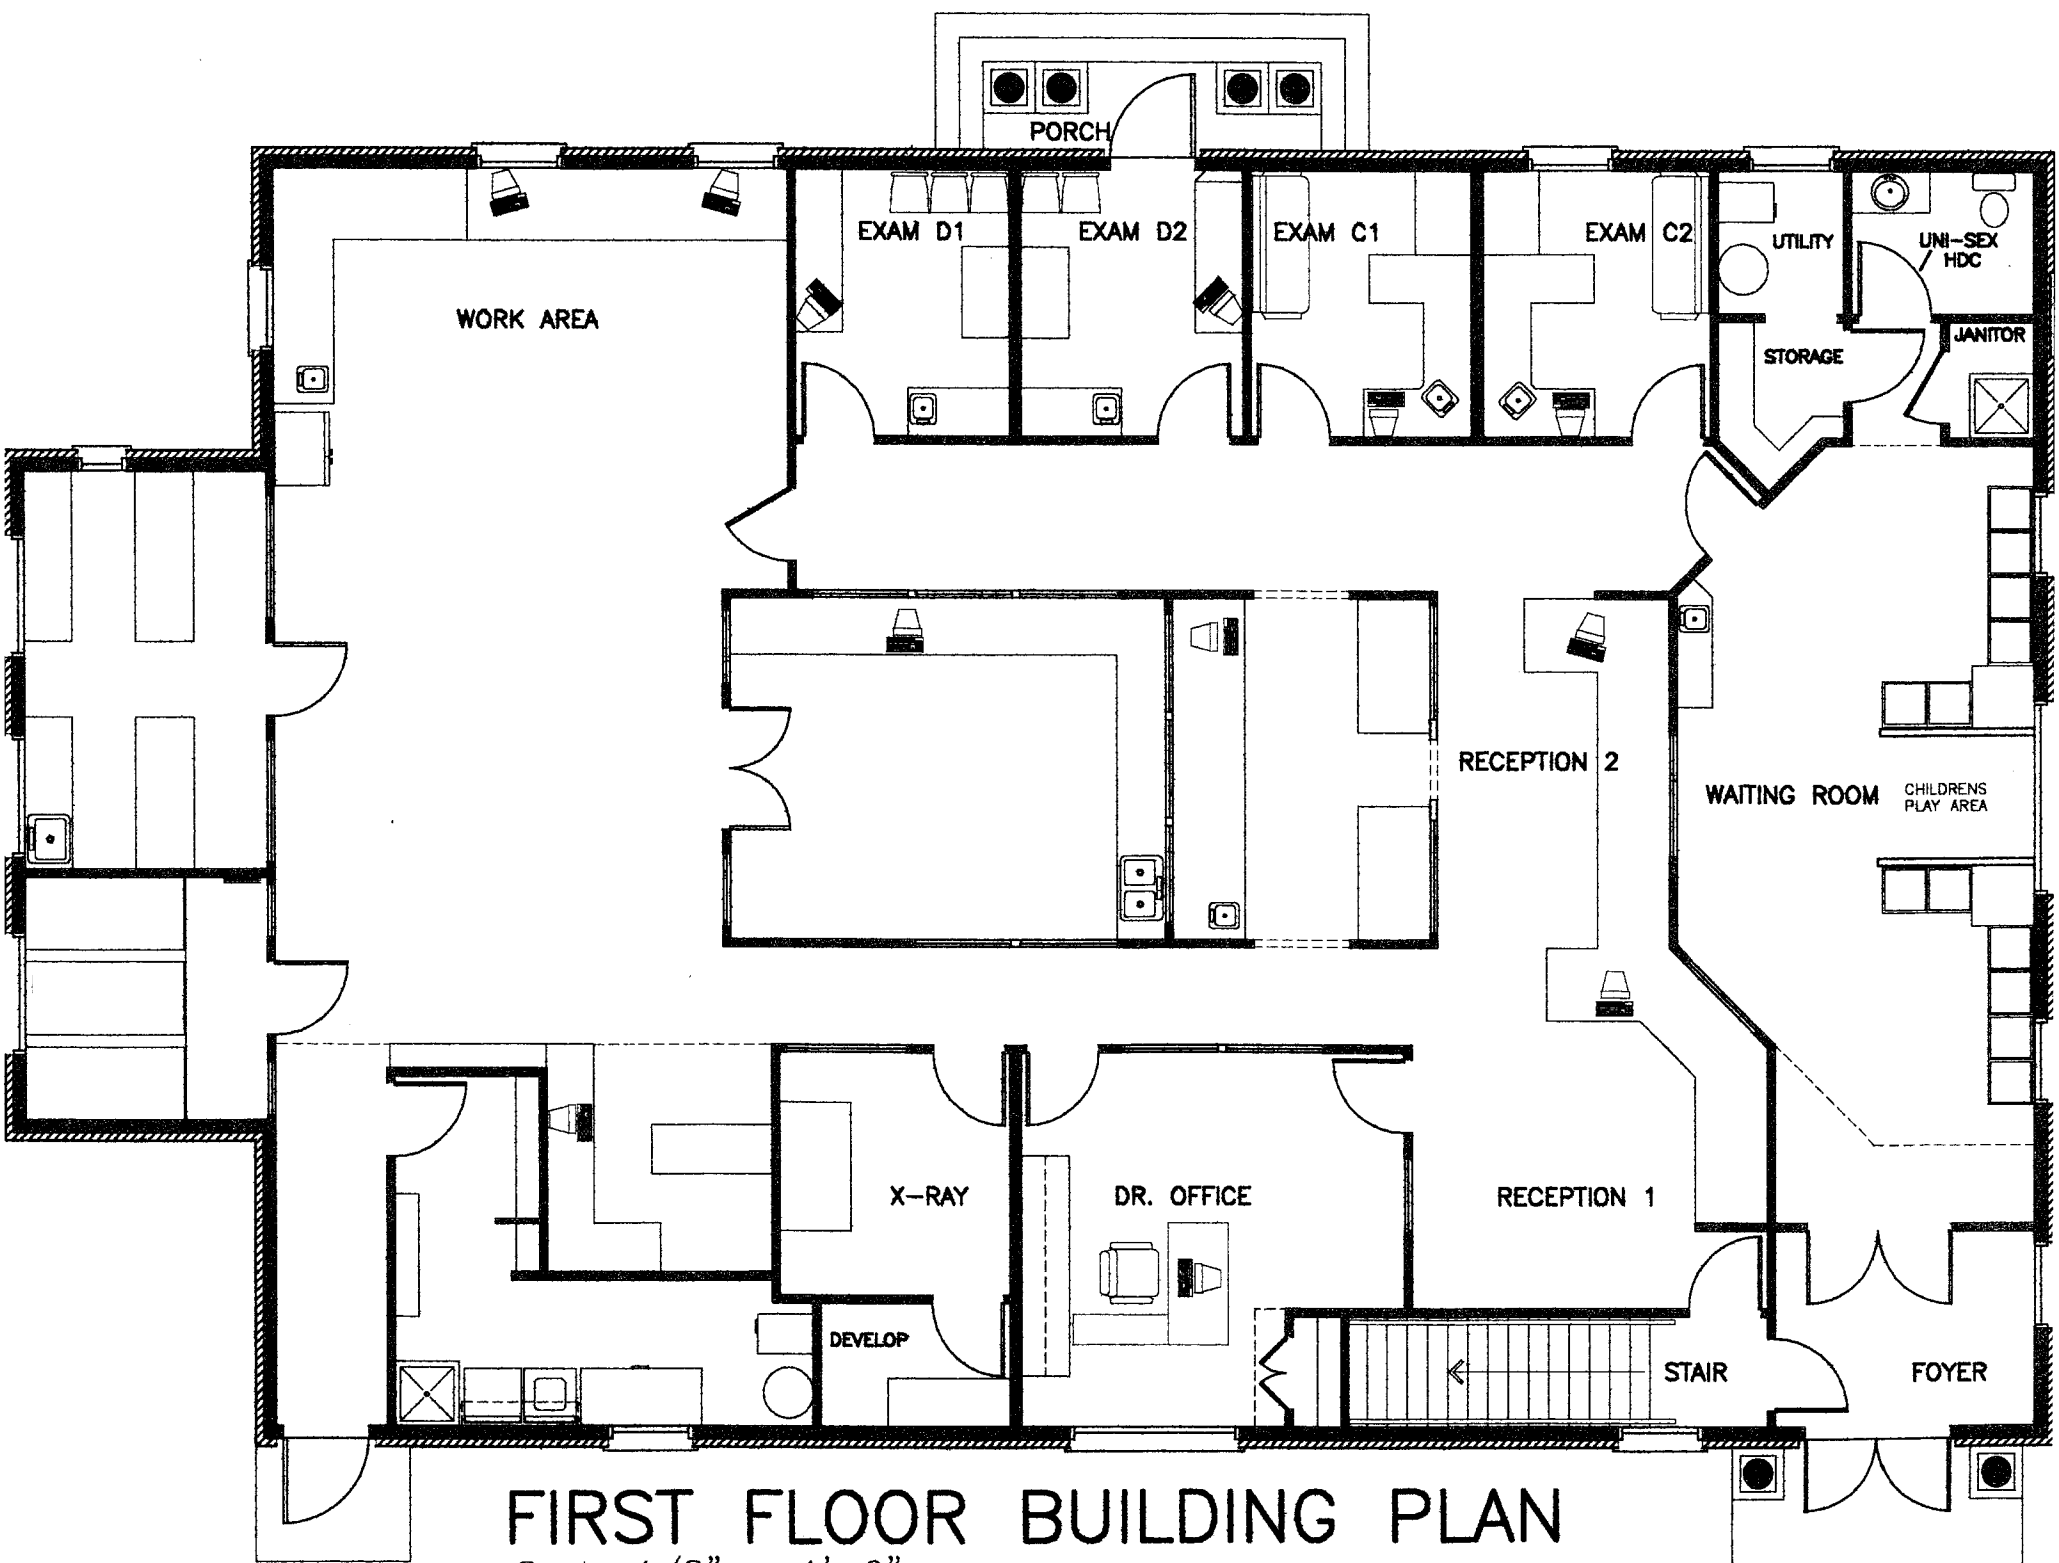 PORCH
EXAM D1
EXAM D2
EXAM C1
EXAM C2
UTILITY
UNI-SEX
HDC
WORK AREA
STORAGE
JANITOR
RECEPTION 2
WAITING ROOM
CHILDRENS
PLAY AREA
X-RAY
DR. OFFICE
RECEPTION 1
DEVELOP
STAIR
FOYER
FIRST FLOOR BUILDING PLAN